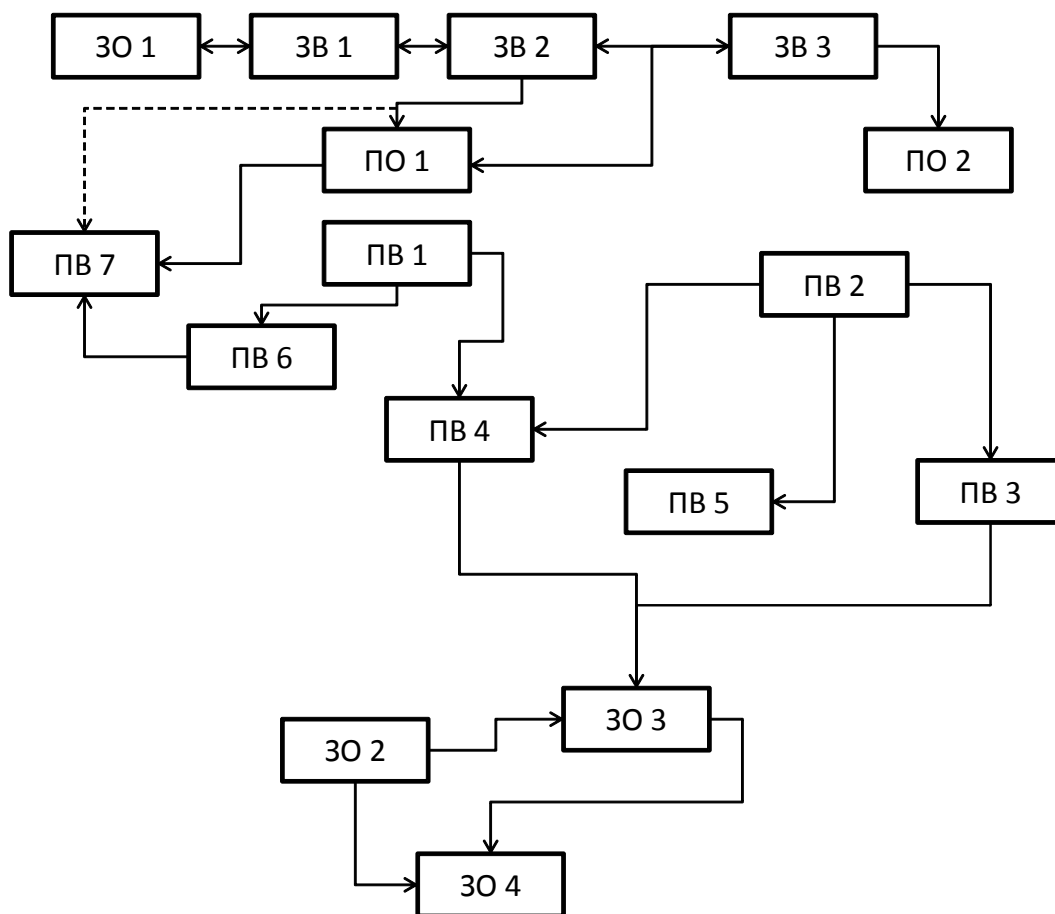 ЗО 1
ЗВ 1
ЗВ 2
ЗВ 3
ПО 1
ПО 2
ПВ 7
ПВ 1
ПВ 2
ПВ 6
ПВ 4
ПВ 5
ПВ 3
ЗО 3
ЗО 2
ЗО 4